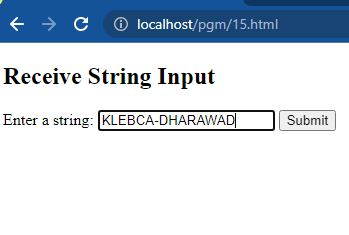 localhost/pgm/15.html
Receive String Input
Enter a string: KLEBCA-DHARAWAD Submit